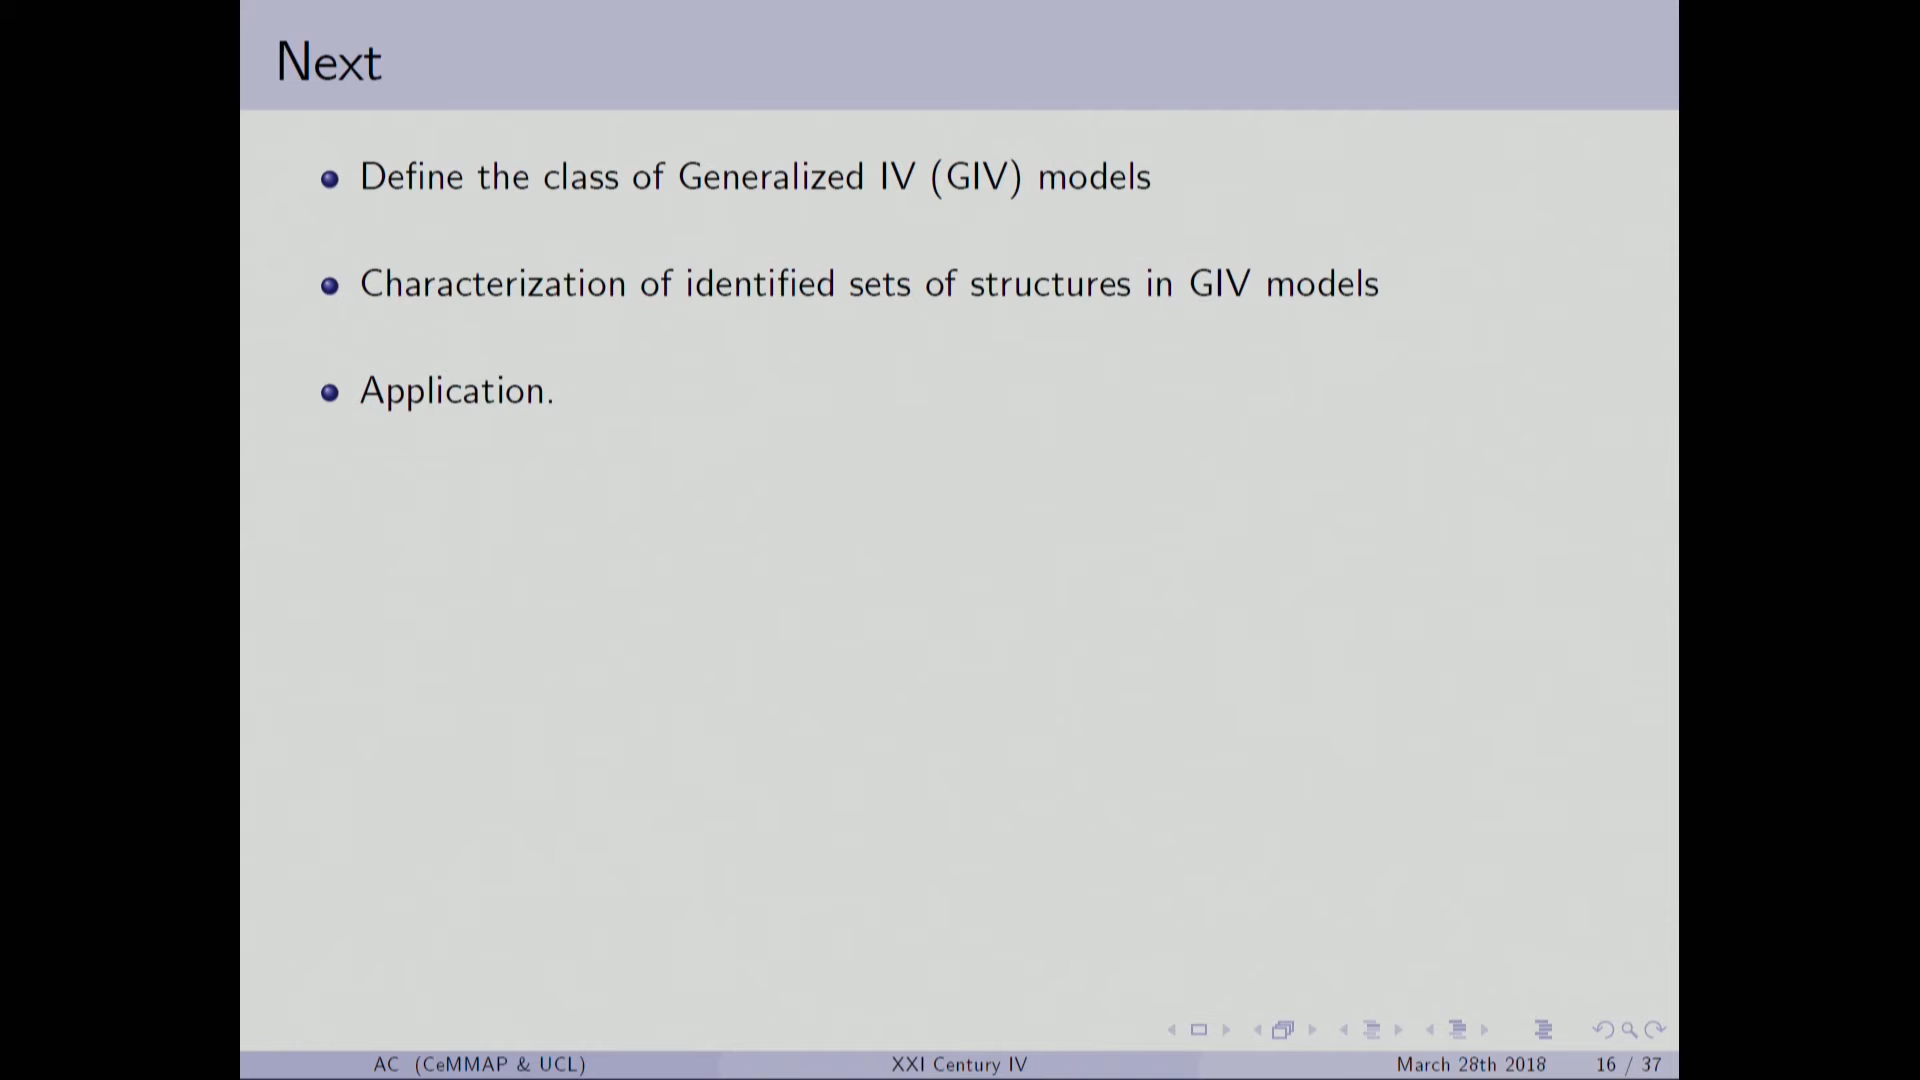 Next
Define the class of Generalized IV (GIV) models
Characterization of identified sets of structures in GIV models
Application.
AC (CeMMAP & UCL)
XXI Century IV
March 28th 2018
16 / 37